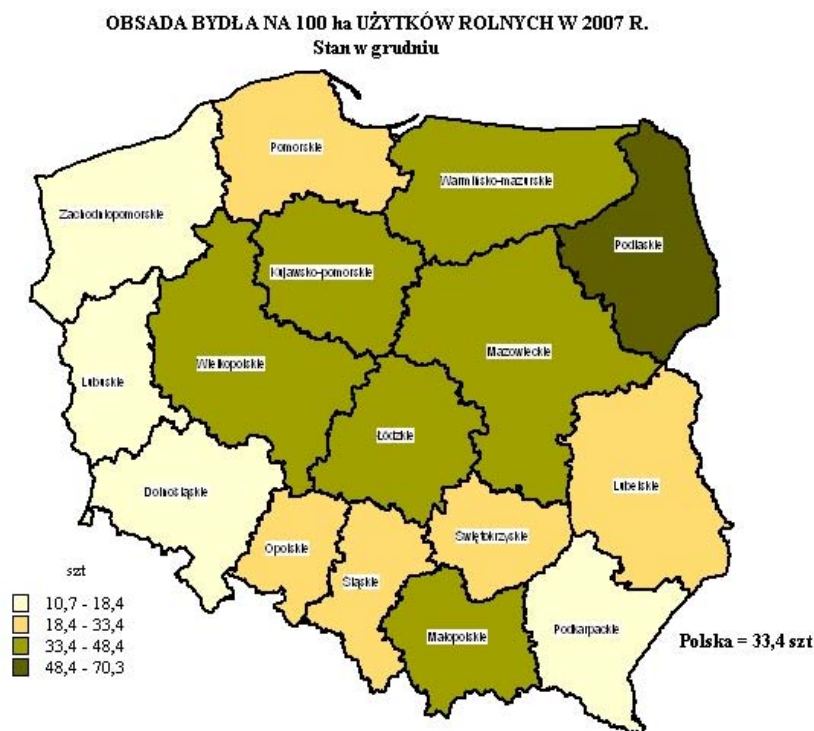 OBSADA BYDŁA NA 100 ha UŻYTKÓW ROLNYCH W 2007 R.
Stan w grudniu
Pomorskie
Warmińsko-mazurskie
Zachodniopomorskie
Podlaskie
Kujawsko-pomorskie
Mazowieckie
Wielkopolskie
Lubuskie
Łódzkie
Lubelskie
Dolnośląskie
Świętokrzyskie
Opolskie
Śląskie
Małopolskie
Podkarpackie
szt
10,7 - 18,4
18,4 - 33,4
33,4 - 48,4
48,4 - 70,3
Polska = 33,4 szt